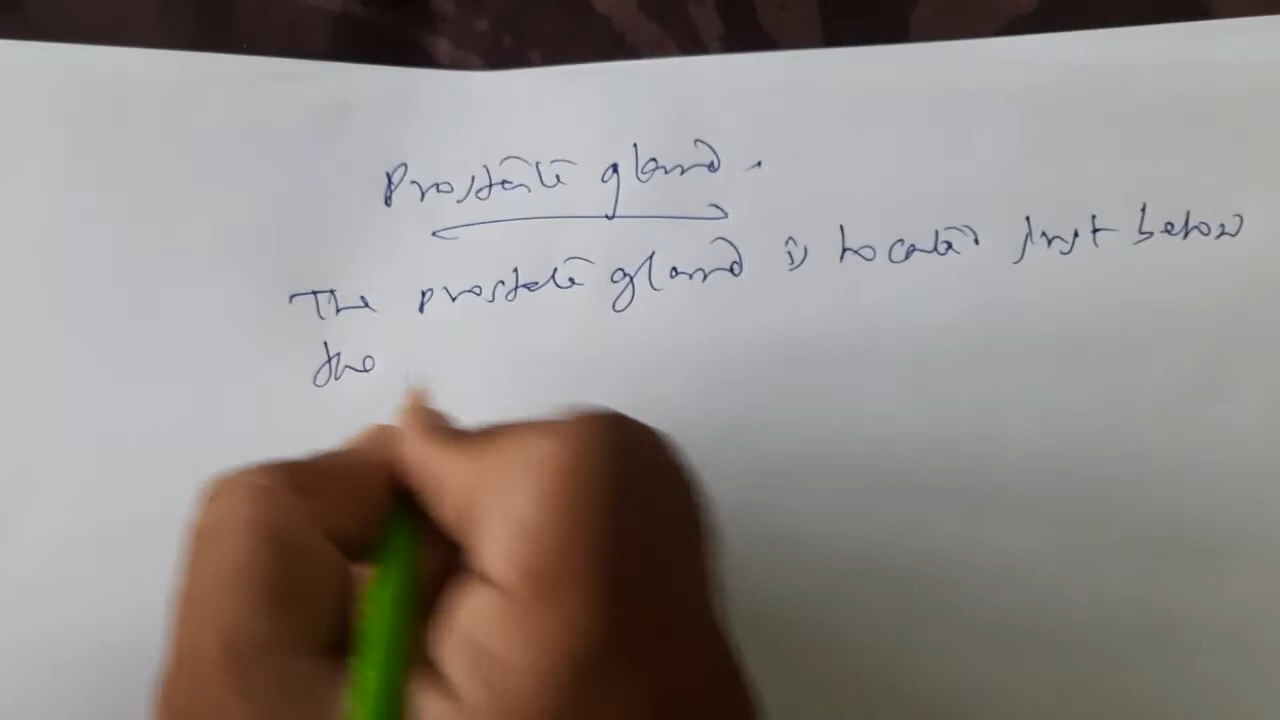 Prostate gland.
The prostate gland is located just below
the